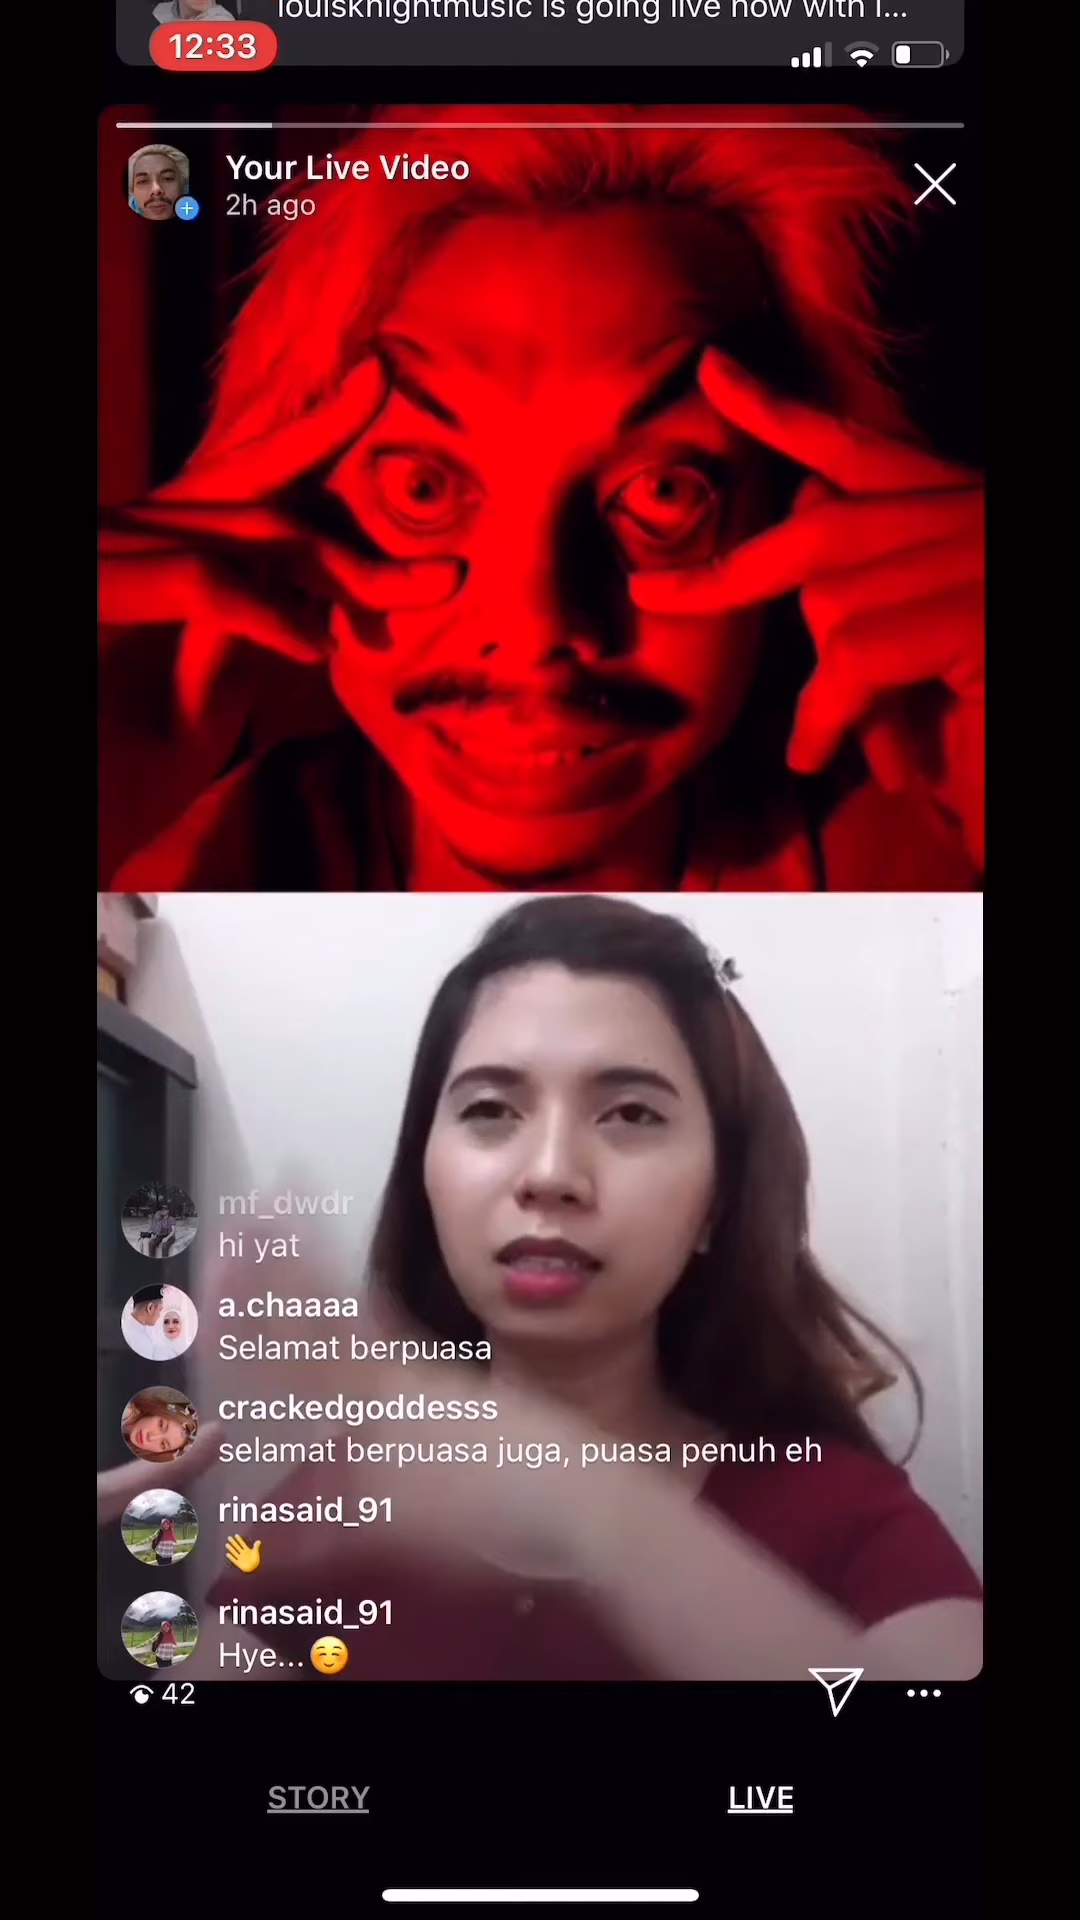 louisknightmusic is going live now with l...
12:33
Your Live Video
2h ago
mf_dwdr
hi yat
a.chaaaa
Selamat berpuasa
crackedgoddesss
selamat berpuasa juga, puasa penuh eh
rinasaid_91
👋
rinasaid_91
Hye...☺️
42
STORY
LIVE